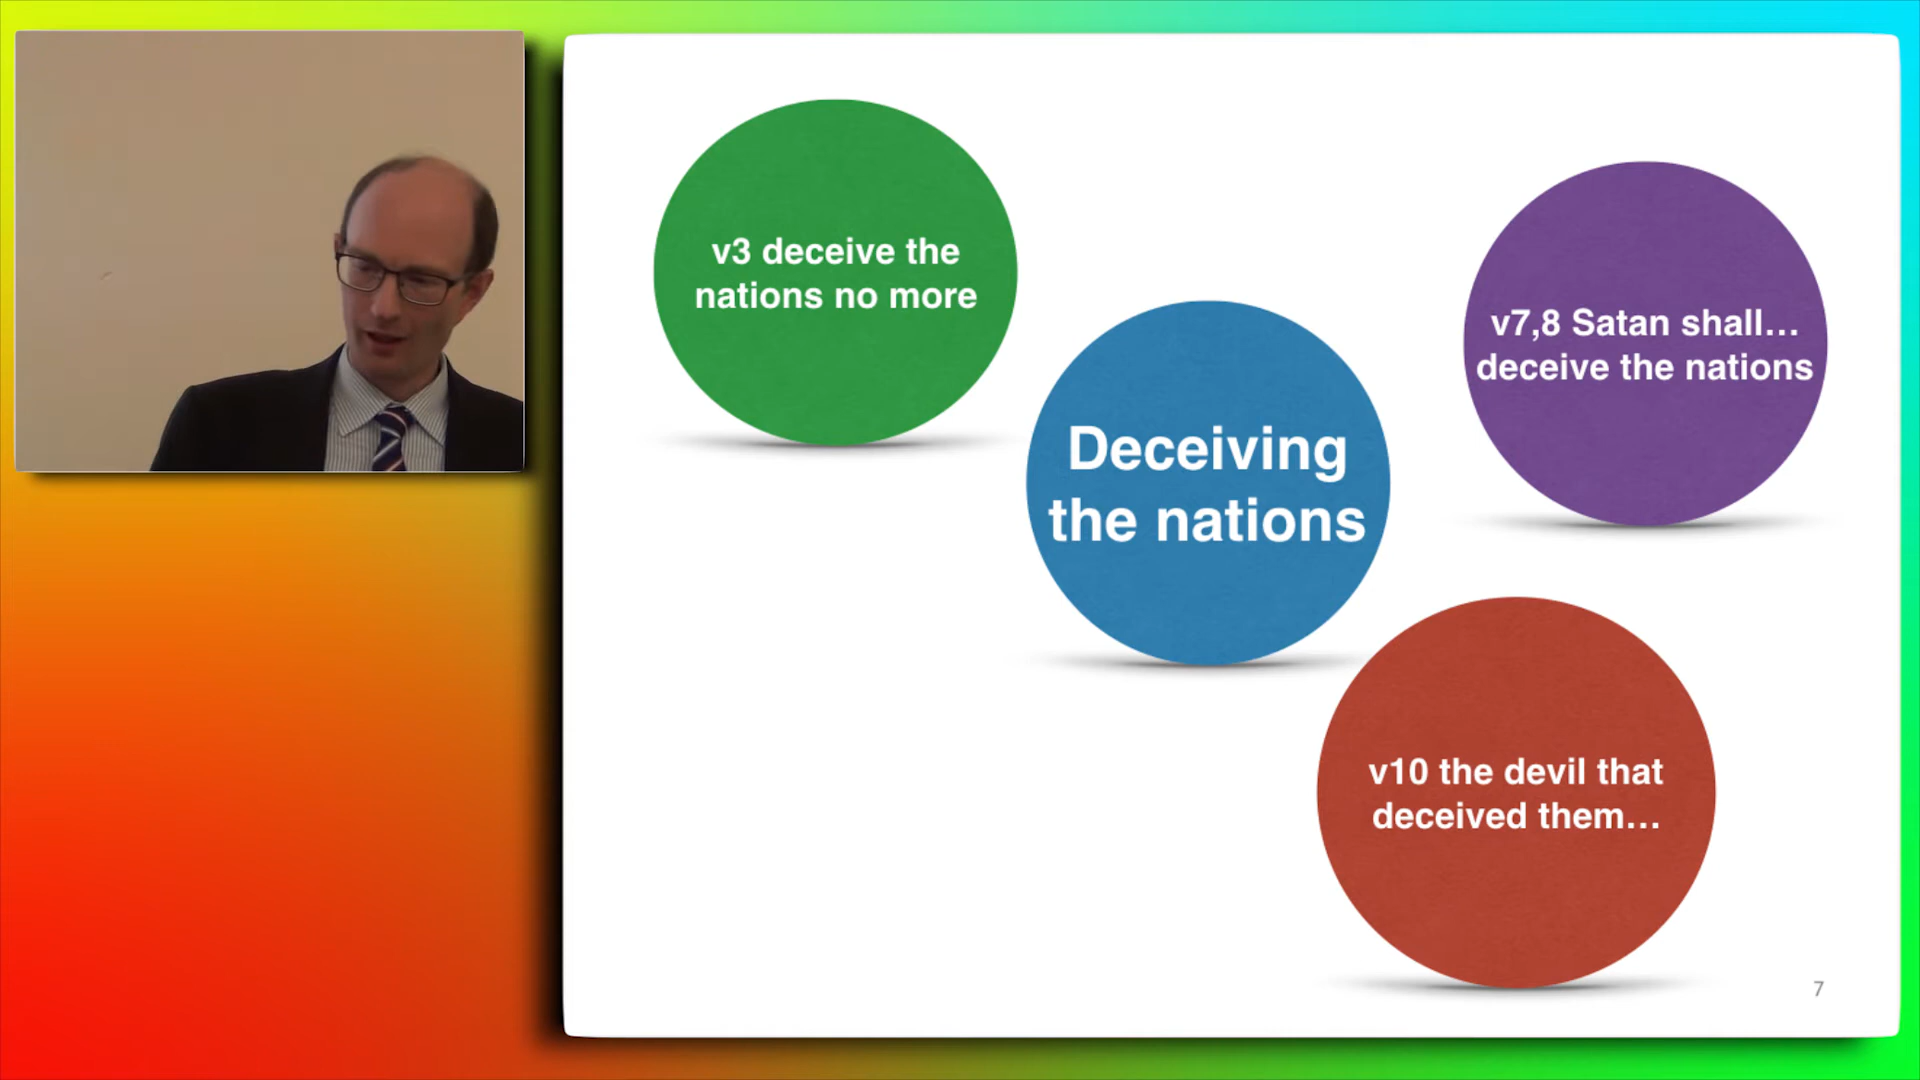 v3 deceive the
nations no more
Deceiving
the nations
v7,8 Satan shall…
deceive the nations
v10 the devil that
deceived them…
7